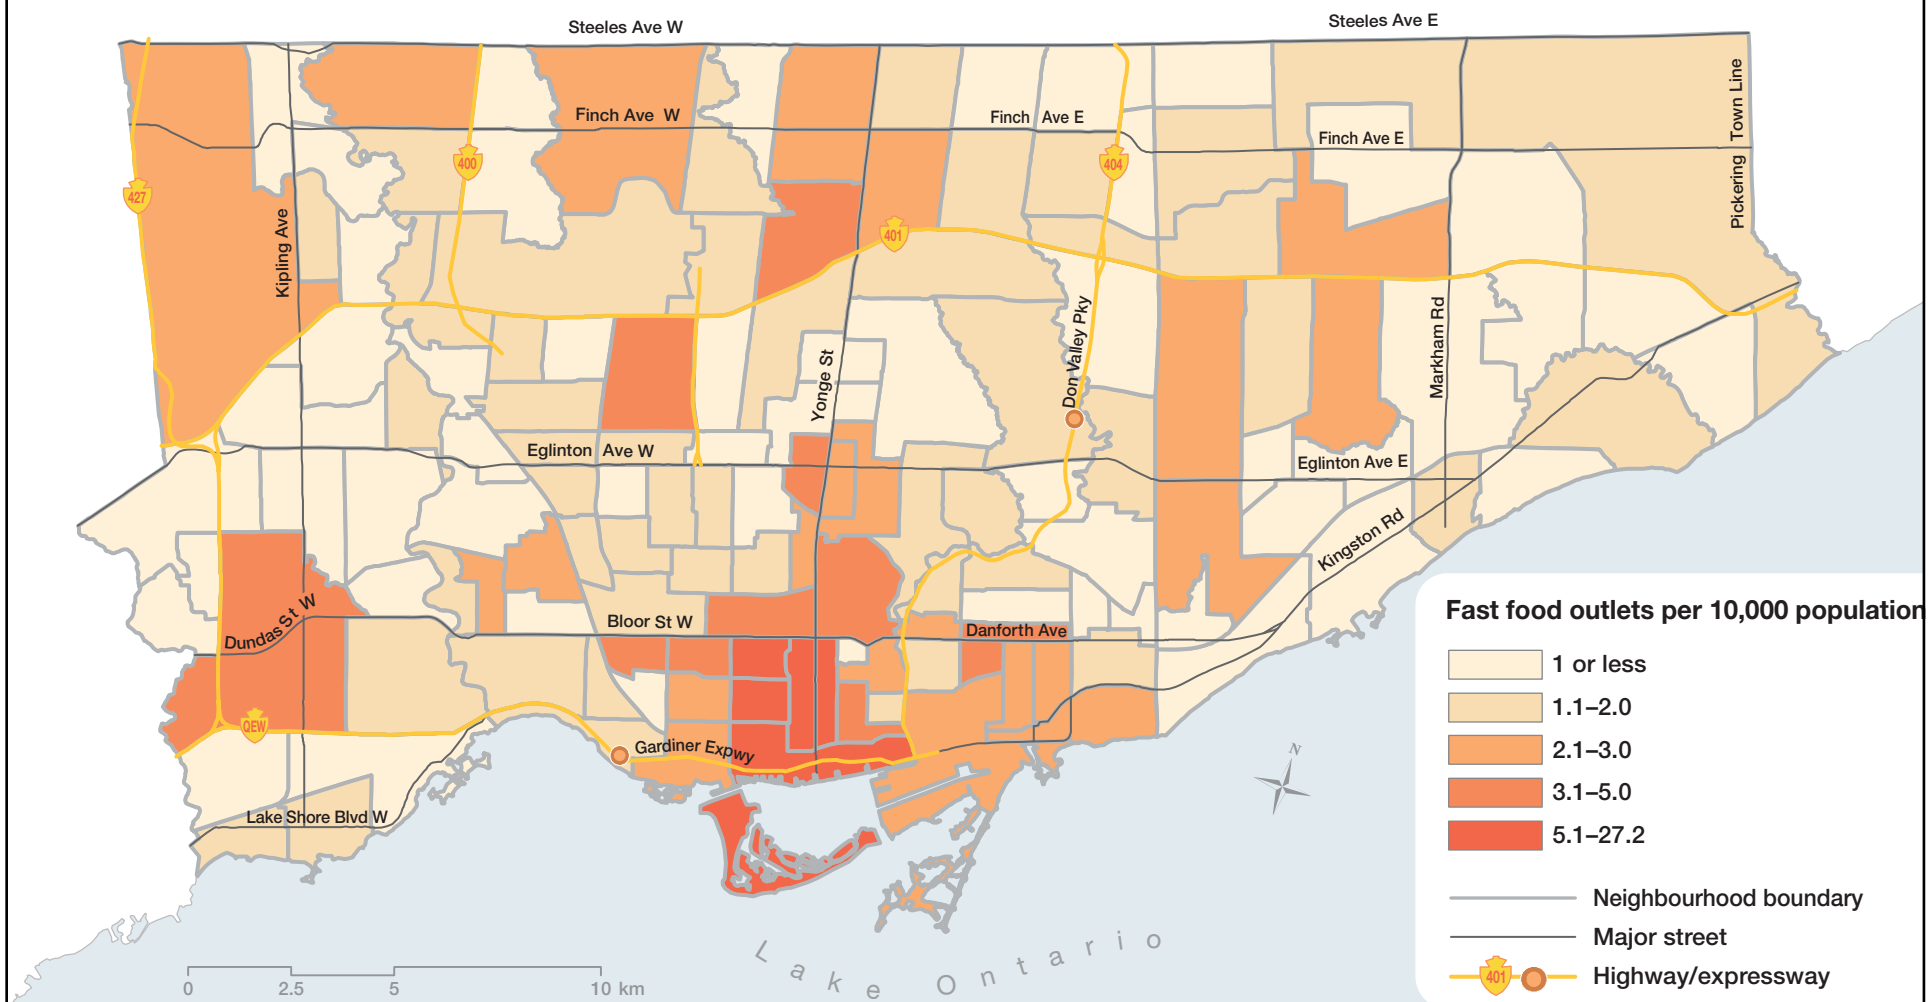 Steeles Ave W
Steeles Ave E
Finch Ave W
Finch Ave E
Finch Ave E
Pickering Town Line
400
404
427
401
Kipling Ave
Don Valley Pky
Markham Rd
Yonge St
Eglinton Ave W
Eglinton Ave E
Kingston Rd
Dundas St W
Bloor St W
Danforth Ave
QEW
Gardiner Expwy
Lake Shore Blvd W
N
Lake Ontario
0 2.5 5 10 km
Fast food outlets per 10,000 population
1 or less
1.1–2.0
2.1–3.0
3.1–5.0
5.1–27.2
Neighbourhood boundary
Major street
401 Highway/expressway